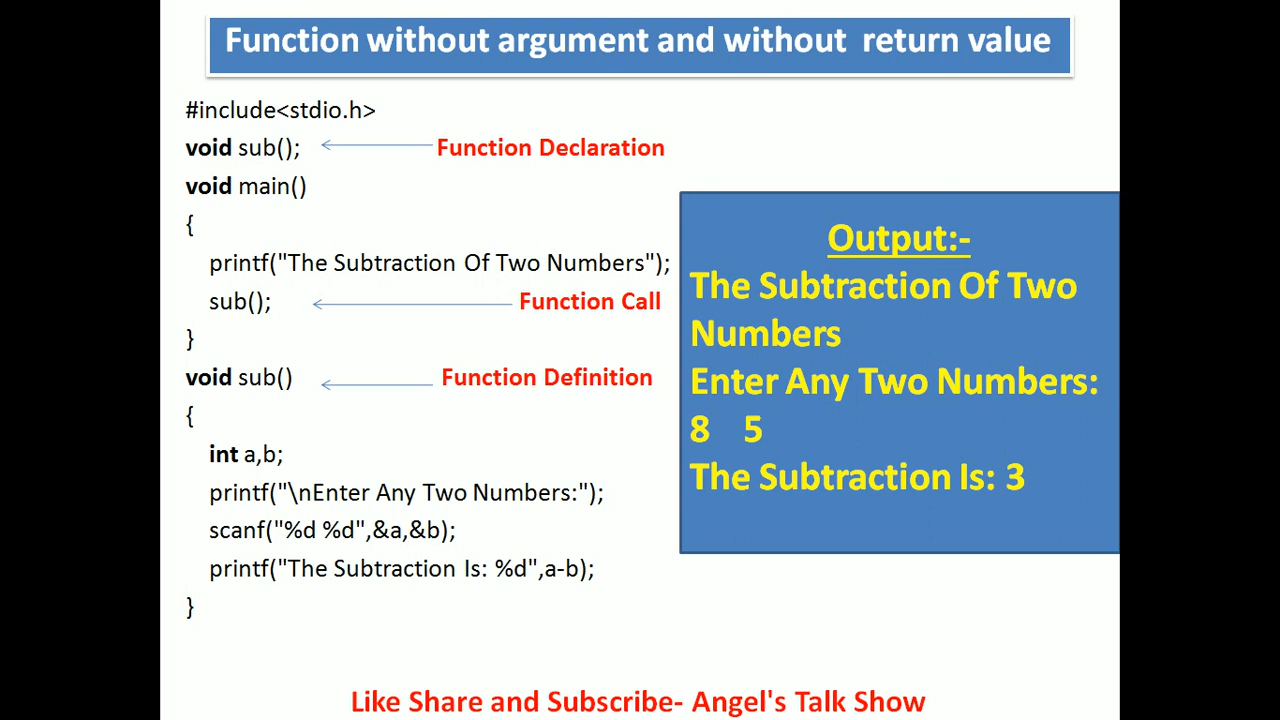 Function without argument and without return value
#include<stdio.h>
void sub();
Function Declaration
void main()
{
printf("The Subtraction Of Two Numbers");
sub();
Function Call
}
void sub()
Function Definition
{
int a,b;
printf("\nEnter Any Two Numbers:");
scanf("%d %d",&a,&b);
printf("The Subtraction Is: %d",a-b);
}
Output:-
The Subtraction Of Two
Numbers
Enter Any Two Numbers:
8 5
The Subtraction Is: 3
Like Share and Subscribe- Angel's Talk Show